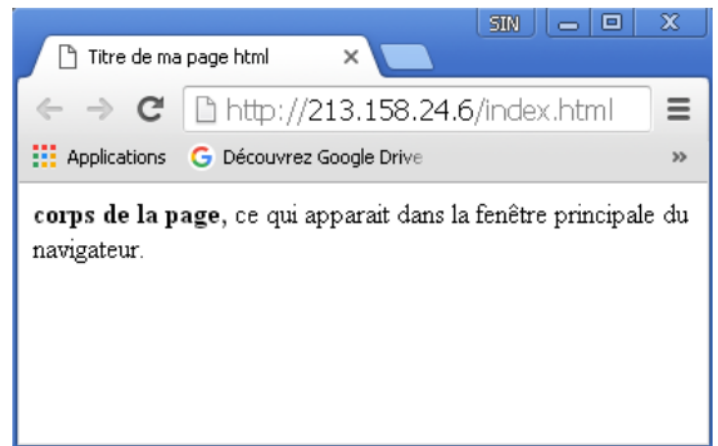 SIN
Titre de ma page html
http://213.158.24.6/index.html
Applications Découvrez Google Drive
corps de la page, ce qui apparait dans la fenêtre principale du
navigateur.